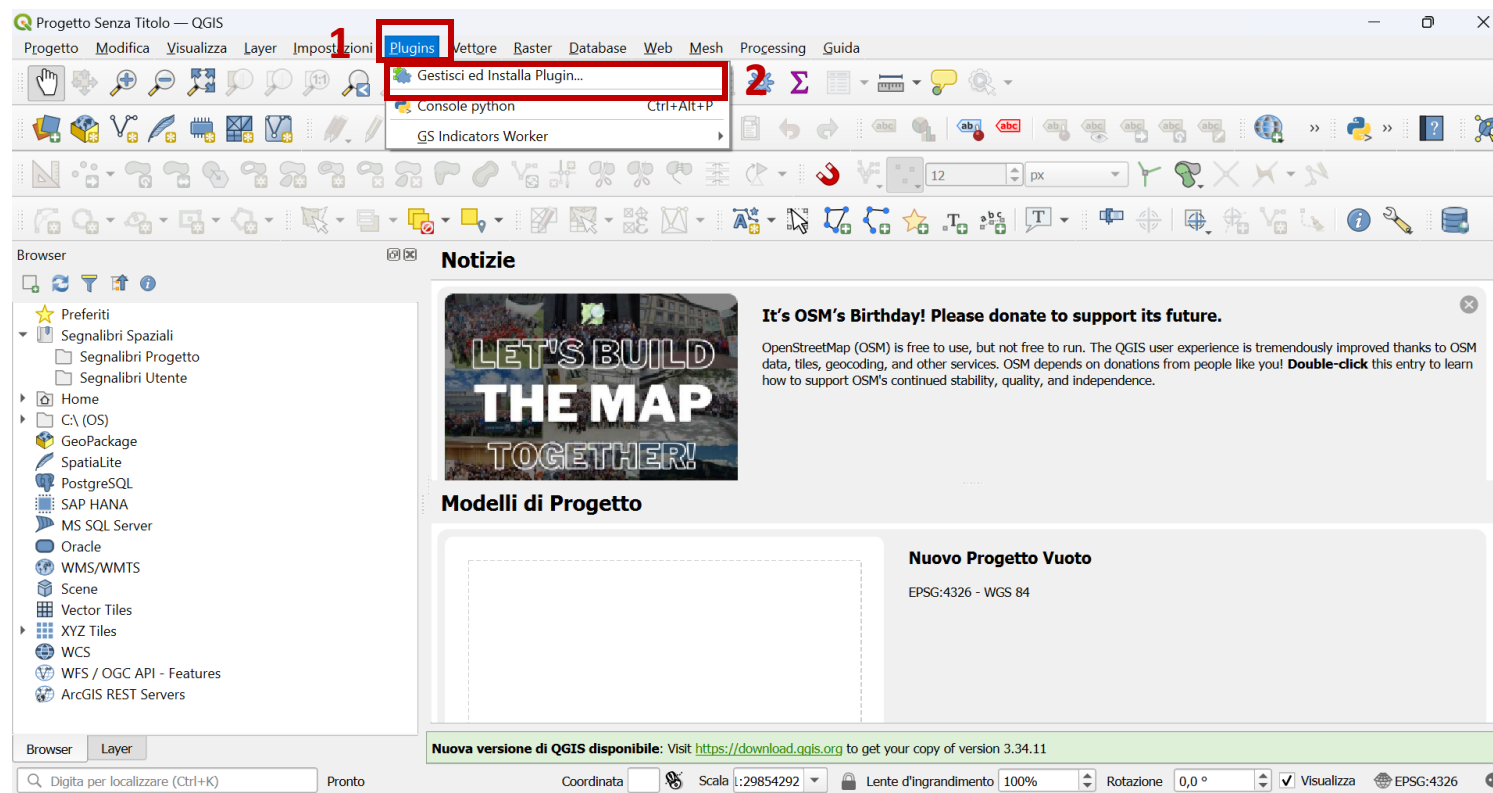 Progetto Senza Titolo — QGIS
1
Progetto Modifica Visualizza Layer Impostazioni Plugins Vettore Raster Database Web Mesh Processing Guida
Gestisci ed Installa Plugin...
2
Console python Ctrl+Alt+P
GS Indicators Worker
12 px
Browser
Preferiti
Segnalibri Spaziali
Segnalibri Progetto
Segnalibri Utente
Home
C:\ (OS)
GeoPackage
SpatiaLite
PostgreSQL
SAP HANA
MS SQL Server
Oracle
WMS/WMTS
Scene
Vector Tiles
XYZ Tiles
WCS
WFS / OGC API - Features
ArcGIS REST Servers
Browser Layer
Notizie
LET'S BUILD
THE MAP
TOGETHER!
It's OSM's Birthday! Please donate to support its future.
OpenStreetMap (OSM) is free to use, but not free to run. The QGIS user experience is tremendously improved thanks to OSM
data, tiles, geocoding, and other services. OSM depends on donations from people like you! Double-click this entry to learn
how to support OSM's continued stability, quality, and independence.
Modelli di Progetto
Nuovo Progetto Vuoto
EPSG:4326 - WGS 84
Nuova versione di QGIS disponibile: Visit https://download.qgis.org to get your copy of version 3.34.11
Digita per localizzare (Ctrl+K) Pronto Coordinata Scala 1:29854292 Lente d'ingrandimento 100% Rotazione 0,0 ° Visualizza EPSG:4326